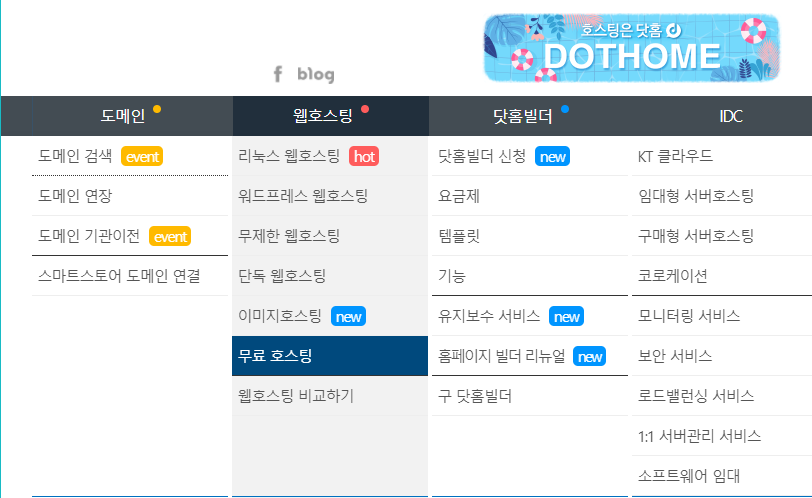 호스팅은 닷홈
DOTHOME
f blog
도메인 웹호스팅 닷홈빌더 IDC
도메인 검색 event
도메인 연장
도메인 기관이전 event
스마트스토어 도메인 연결
리눅스 웹호스팅 hot
워드프레스 웹호스팅
무제한 웹호스팅
단독 웹호스팅
이미지호스팅 new
무료 호스팅
웹호스팅 비교하기
닷홈빌더 신청 new
요금제
템플릿
기능
유지보수 서비스 new
홈페이지 빌더 리뉴얼 new
구 닷홈빌더
KT 클라우드
임대형 서버호스팅
구매형 서버호스팅
코로케이션
모니터링 서비스
보안 서비스
로드밸런싱 서비스
1:1 서버관리 서비스
소프트웨어 임대